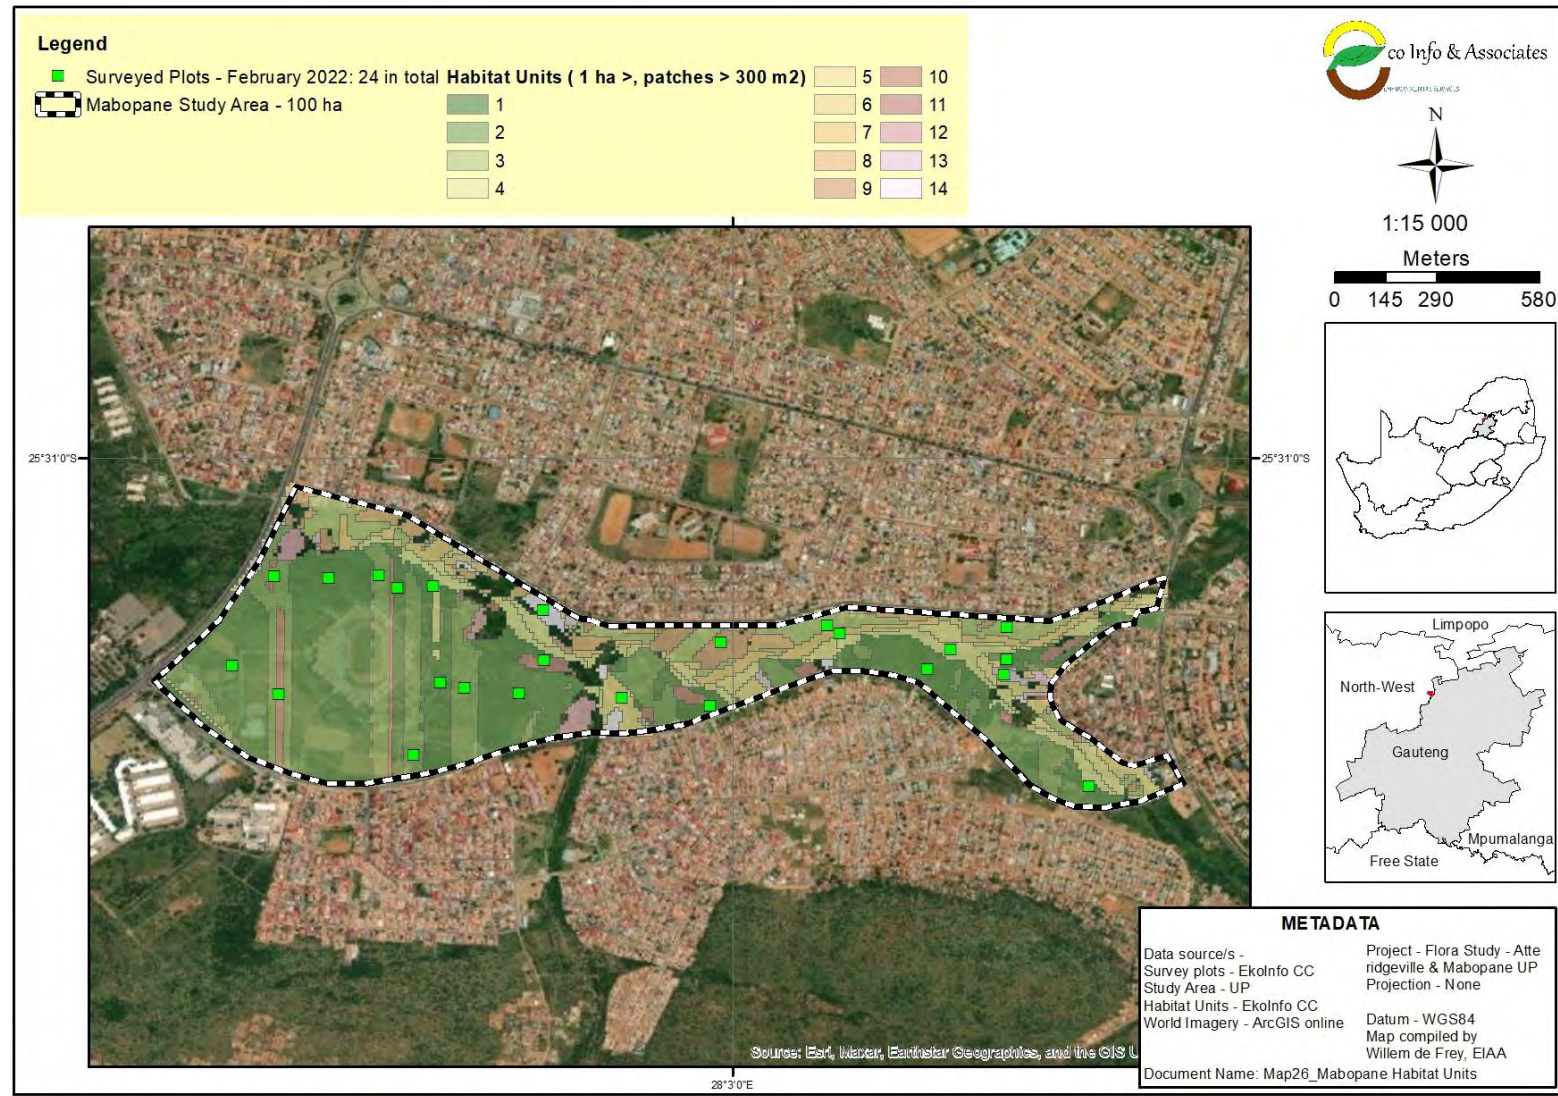 Legend
Surveyed Plots - February 2022: 24 in total
Mabopane Study Area - 100 ha
Habitat Units ( 1 ha >, patches > 300 m2)
1
2
3
4
5
6
7
8
9
10
11
12
13
14
co Info & Associates
N
1:15 000
Meters
0 145 290 580
25°31'0"S
25°31'0"S
28°3'0"E
Limpopo
North-West
Gauteng
Mpumalanga
Free State
Source: Esri, Maxar, Earthstar Geographics, and the GIS U
METADATA
Data source/s -
Survey plots - EkoInfo CC
Study Area - UP
Habitat Units - EkoInfo CC
World Imagery - ArcGIS online
Project - Flora Study - Atte
ridgeville & Mabopane UP
Projection - None
Datum - WGS84
Map compiled by
Willem de Frey, EIAA
Document Name: Map26_Mabopane Habitat Units